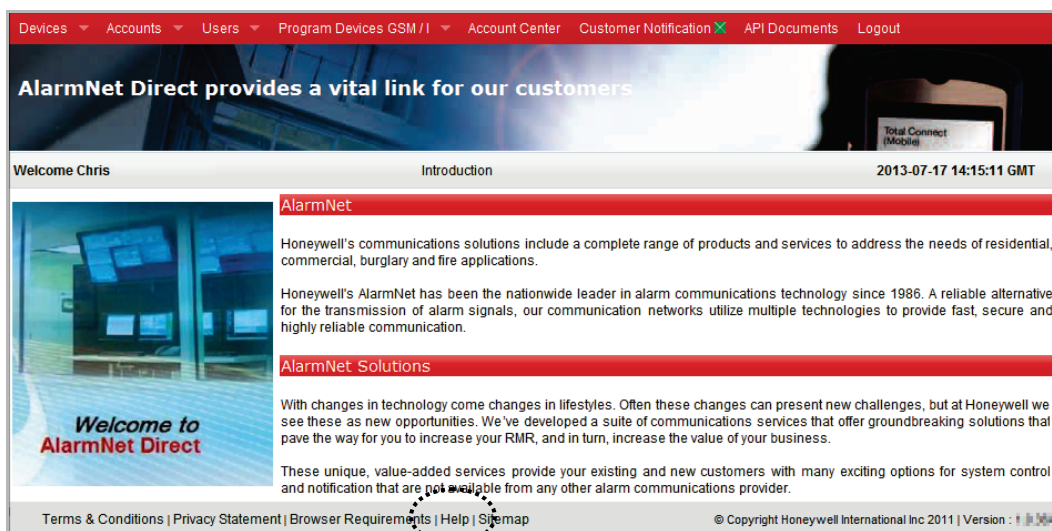 Devices Accounts Users Program Devices GSM / I Account Center Customer Notification API Documents Logout
AlarmNet Direct provides a vital link for our customers
Total Connect
(Mobile)
Welcome Chris Introduction 2013-07-17 14:15:11 GMT
AlarmNet
Honeywell's communications solutions include a complete range of products and services to address the needs of residential,
commercial, burglary and fire applications.
Honeywell's AlarmNet has been the nationwide leader in alarm communications technology since 1986. A reliable alternative
for the transmission of alarm signals, our communication networks utilize multiple technologies to provide fast, secure and
highly reliable communication.
AlarmNet Solutions
With changes in technology come changes in lifestyles. Often these changes can present new challenges, but at Honeywell we
see these as new opportunities. We've developed a suite of communications services that offer groundbreaking solutions that
pave the way for you to increase your RMR, and in turn, increase the value of your business.
These unique, value-added services provide your existing and new customers with many exciting options for system control
and notification that are not available from any other alarm communications provider.
Welcome to
AlarmNet Direct
Terms & Conditions | Privacy Statement | Browser Requirements | Help | Sitemap © Copyright Honeywell International Inc 2011 | Version :